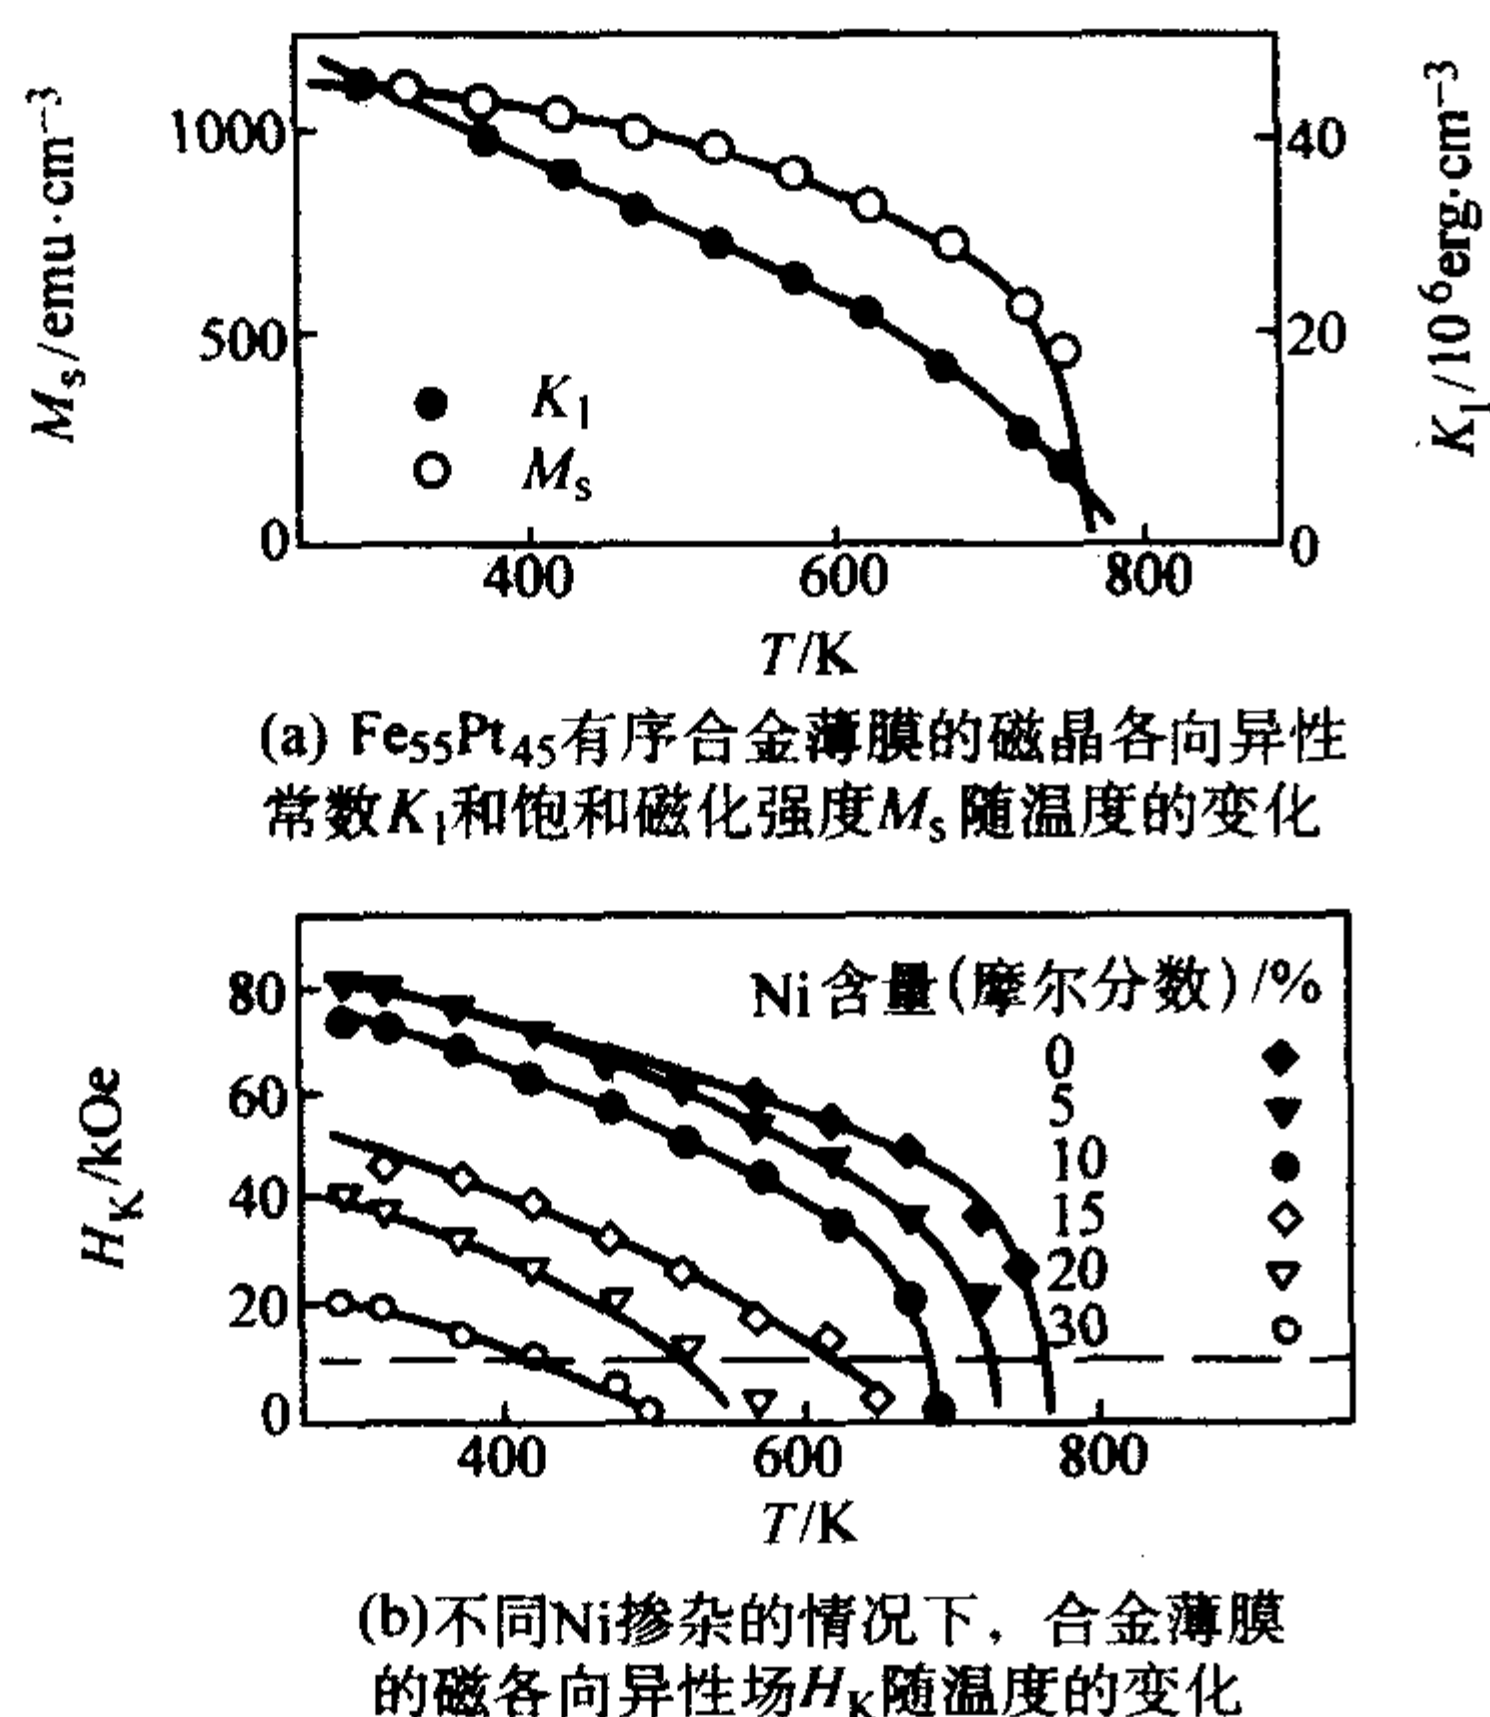 1000
500
0
Mₛ/emu·cm⁻³
40
20
0
K₁/10⁶erg·cm⁻³
K₁
Mₛ
400 600 800
T/K
(a) Fe₅₅Pt₄₅有序合金薄膜的磁晶各向异性
常数K₁和饱和磁化强度Mₛ随温度的变化
80
60
40
20
0
H_K/kOe
Ni含量(摩尔分数)/%
0
5
10
15
20
30
400 600 800
T/K
(b)不同Ni掺杂的情况下，合金薄膜
的磁各向异性场H_K随温度的变化